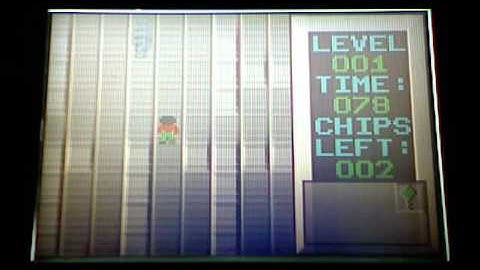 LEVEL
001
TIME:
078
CHIPS
LEFT:
002